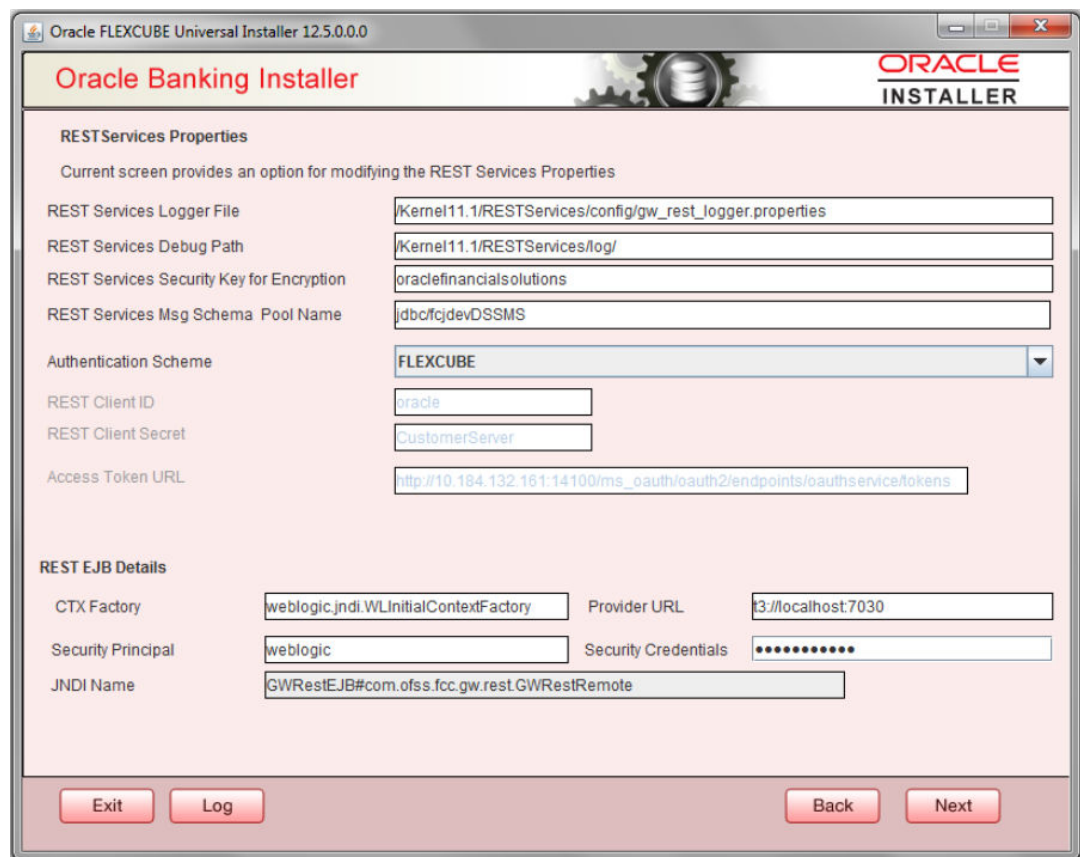 Oracle FLEXCUBE Universal Installer 12.5.0.0.0
Oracle Banking Installer
ORACLE
INSTALLER
RESTServices Properties
Current screen provides an option for modifying the REST Services Properties
REST Services Logger File /Kernel11.1/RESTServices/config/gw_rest_logger.properties
REST Services Debug Path /Kernel11.1/RESTServices/log/
REST Services Security Key for Encryption oraclefinancialsolutions
REST Services Msg Schema Pool Name jdbc/fcjdevDSSMS
Authentication Scheme FLEXCUBE
REST Client ID oracle
REST Client Secret CustomerServer
Access Token URL http://10.184.132.161:14100/ms_oauth/oauth2/endpoints/oauthservice/tokens
REST EJB Details
CTX Factory weblogic.jndi.WLInitialContextFactory Provider URL t3://localhost:7030
Security Principal weblogic Security Credentials •••••••••••
JNDI Name GWRestEJB#com.ofss.fcc.gw.rest.GWRestRemote
Exit Log Back Next